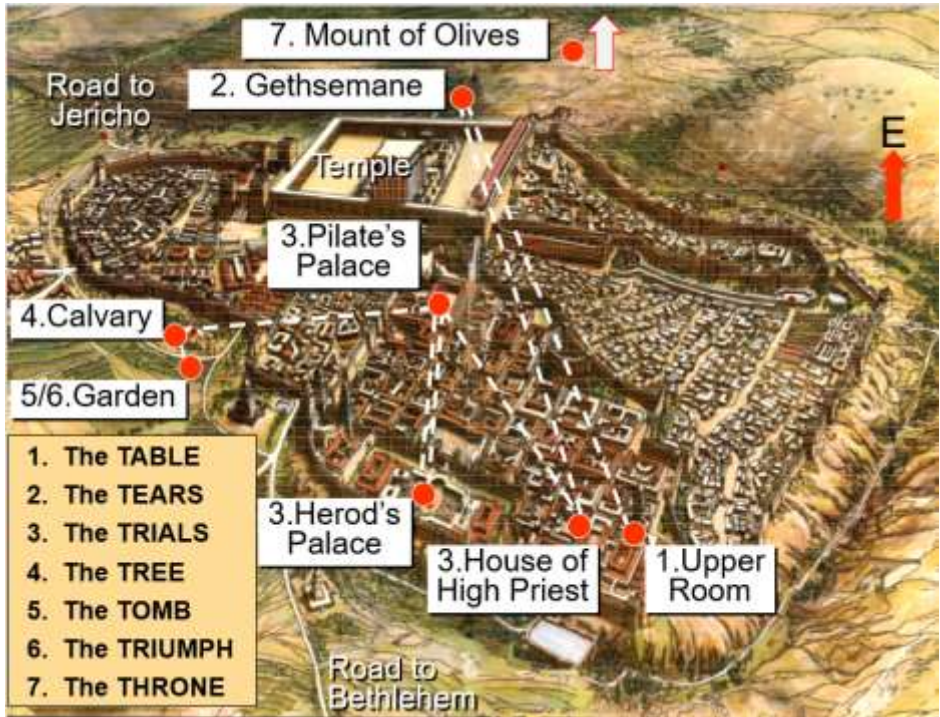 7. Mount of Olives
2. Gethsemane
Road to
Jericho
E
Temple
3.Pilate's
Palace
4.Calvary
5/6.Garden
1. The TABLE
2. The TEARS
3. The TRIALS
4. The TREE
5. The TOMB
6. The TRIUMPH
7. The THRONE
3.Herod's
Palace
3.House of
High Priest
1.Upper
Room
Road to
Bethlehem